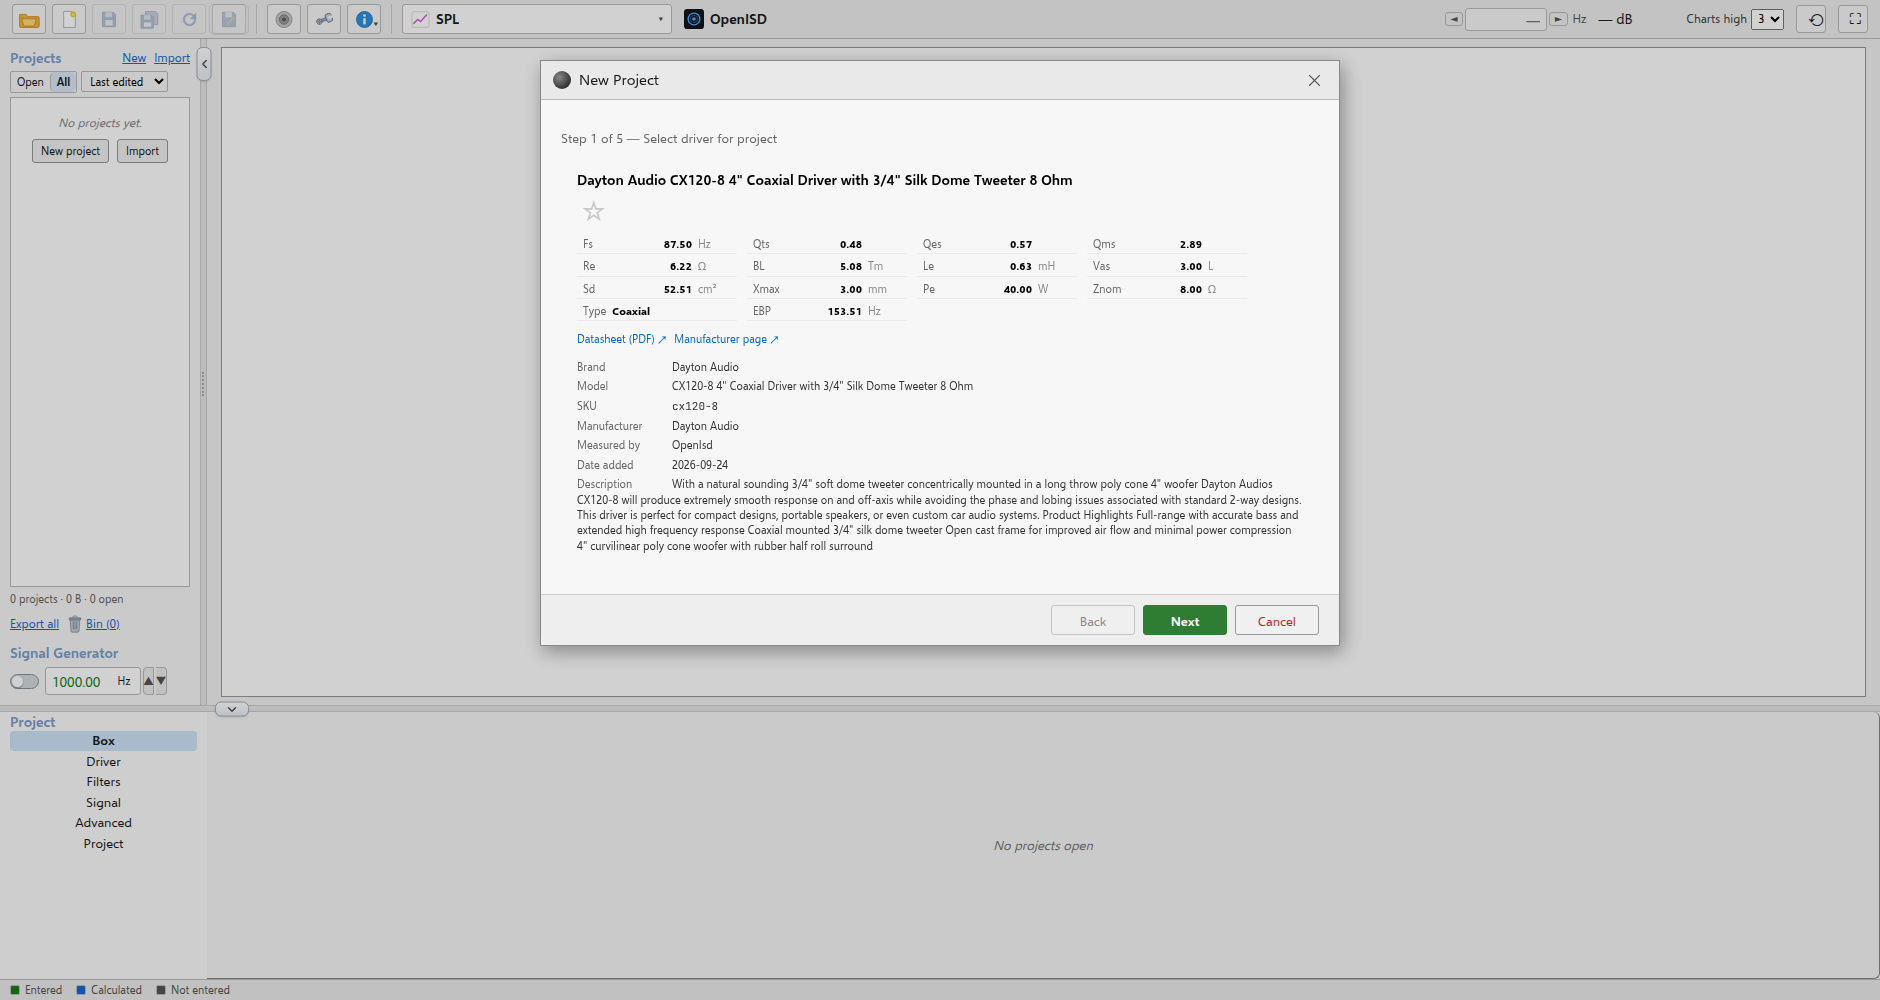 SPL
OpenISD
— Hz — dB
Charts high 3
Projects New Import
Open All Last edited
No projects yet.
New project Import
0 projects · 0 B · 0 open
Export all Bin (0)
Signal Generator
1000.00 Hz
New Project
Step 1 of 5 — Select driver for project
Dayton Audio CX120-8 4" Coaxial Driver with 3/4" Silk Dome Tweeter 8 Ohm
Fs 87.50 Hz Qts 0.48 Qes 0.57 Qms 2.89
Re 6.22 Ω BL 5.08 Tm Le 0.63 mH Vas 3.00 L
Sd 52.51 cm² Xmax 3.00 mm Pe 40.00 W Znom 8.00 Ω
Type Coaxial EBP 153.51 Hz
Datasheet (PDF) ↗ Manufacturer page ↗
Brand Dayton Audio
Model CX120-8 4" Coaxial Driver with 3/4" Silk Dome Tweeter 8 Ohm
SKU cx120-8
Manufacturer Dayton Audio
Measured by OpenIsd
Date added 2026-09-24
Description With a natural sounding 3/4" soft dome tweeter concentrically mounted in a long throw poly cone 4" woofer Dayton Audios
CX120-8 will produce extremely smooth response on and off-axis while avoiding the phase and lobing issues associated with standard 2-way designs.
This driver is perfect for compact designs, portable speakers, or even custom car audio systems. Product Highlights Full-range with accurate bass and
extended high frequency response Coaxial mounted 3/4" silk dome tweeter Open cast frame for improved air flow and minimal power compression
4" curvilinear poly cone woofer with rubber half roll surround
Back Next Cancel
Project
Box
Driver
Filters
Signal
Advanced
Project
No projects open
Entered Calculated Not entered